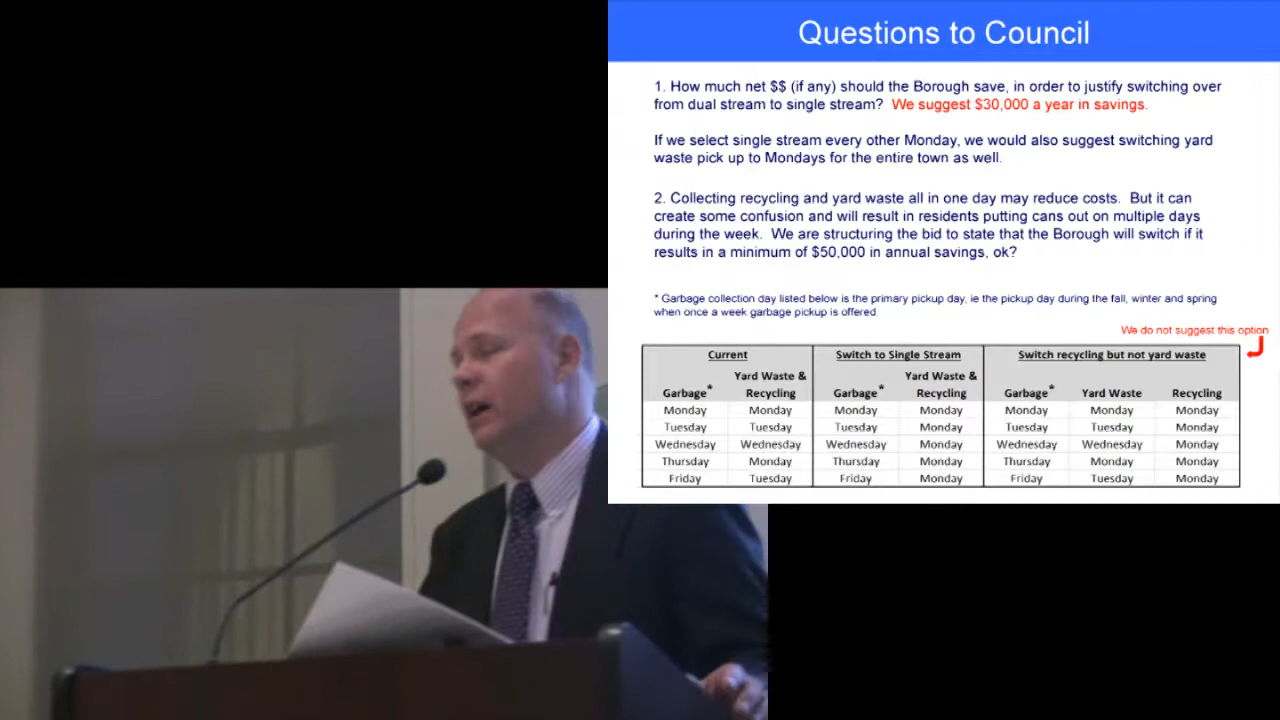 Questions to Council
1. How much net $$ (if any) should the Borough save, in order to justify switching over
from dual stream to single stream? We suggest $30,000 a year in savings.
If we select single stream every other Monday, we would also suggest switching yard
waste pick up to Mondays for the entire town as well.
2. Collecting recycling and yard waste all in one day may reduce costs. But it can
create some confusion and will result in residents putting cans out on multiple days
during the week. We are structuring the bid to state that the Borough will switch if it
results in a minimum of $50,000 in annual savings, ok?
* Garbage collection day listed below is the primary pickup day, ie the pickup day during the fall, winter and spring
when once a week garbage pickup is offered
We do not suggest this option
Current Switch to Single Stream Switch recycling but not yard waste
Yard Waste & Yard Waste &
Garbage* Recycling Garbage* Recycling Garbage* Yard Waste Recycling
Monday Monday Monday Monday Monday Monday Monday
Tuesday Tuesday Tuesday Monday Tuesday Tuesday Monday
Wednesday Wednesday Wednesday Monday Wednesday Wednesday Monday
Thursday Monday Thursday Monday Thursday Monday Monday
Friday Tuesday Friday Monday Friday Tuesday Monday